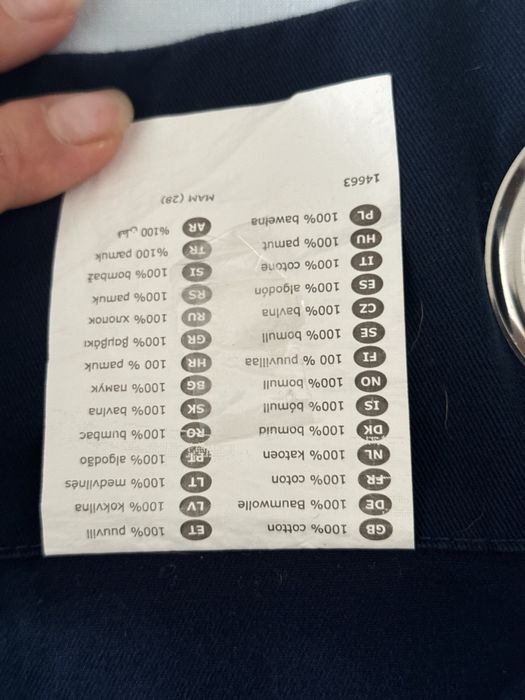 GB 100% cotton
DE 100% Baumwolle
FR 100% coton
NL 100% katoen
DK 100% bomuld
IS 100% bómull
NO 100% bomull
FI 100 % puuvillaa
SE 100% bomull
CZ 100% bavlna
ES 100% algodón
IT 100% cotone
HU 100% pamut
PL 100% bawełna
14663
ET 100% puuvill
LV 100% kokvilna
LT 100% medvilnės
PT 100% algodão
RO 100% bumbac
SK 100% bavlna
BG 100% памук
HR 100 % pamuk
GR 100% βαμβάκι
RU 100% хлопок
RS 100% pamuk
SI 100% bombaž
TR %100 pamuk
AR %100 قطن
MAM (28)